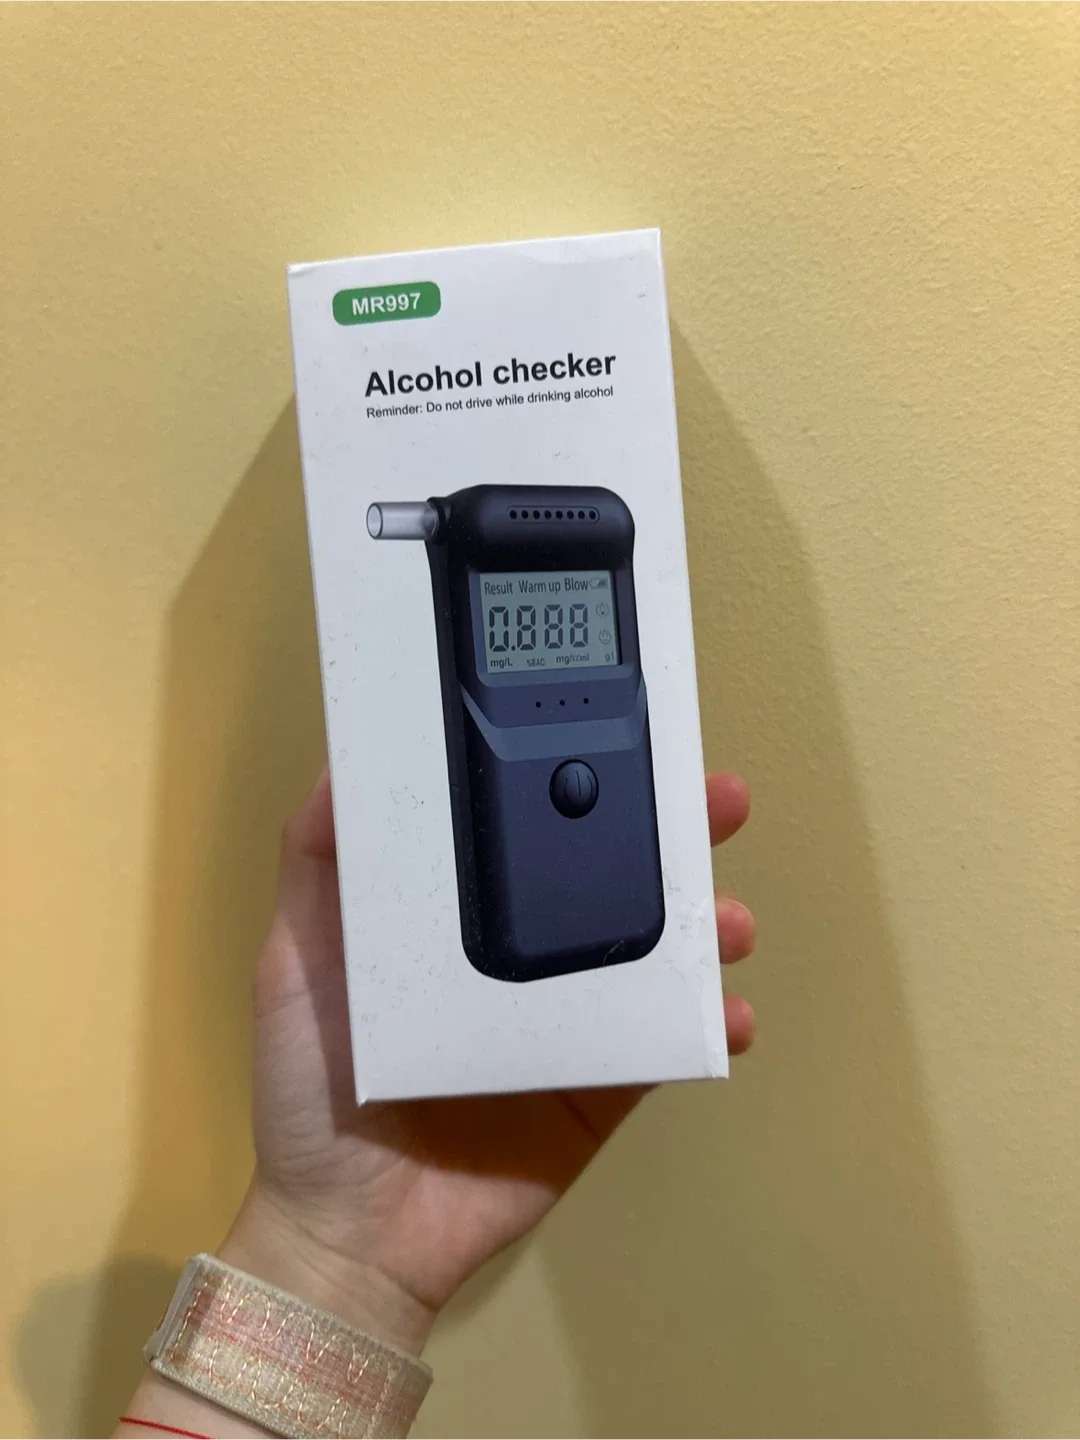 MR997
Alcohol checker
Reminder: Do not drive while drinking alcohol
Result Warm up Blow
0.888
mg/L %BAC mg/100ml g/l